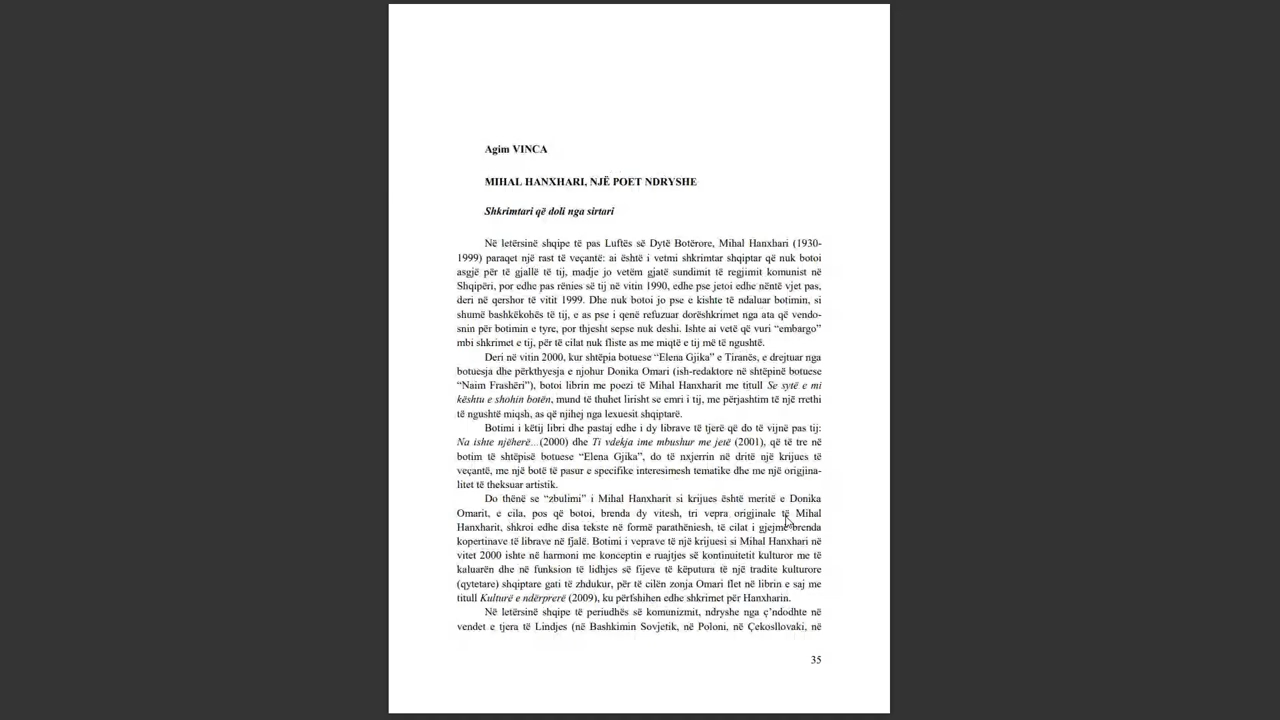 Agim VINCA
MIHAL HANXHARI, NJË POET NDRYSHE
Shkrimtari që doli nga sirtari
Në letërsinë shqipe të pas Luftës së Dytë Botërore, Mihal Hanxhari (1930-
1999) paraqet një rast të veçantë: ai është i vetmi shkrimtar shqiptar që nuk botoi
asgjë për të gjallë të tij, madje jo vetëm gjatë sundimit të regjimit komunist në
Shqipëri, por edhe pas rënies së tij në vitin 1990, edhe pse jetoi edhe nëntë vjet pas,
deri në qershor të vitit 1999. Dhe nuk botoi jo pse e kishte të ndaluar botimin, si
shumë bashkëkohës të tij, e as pse i qenë refuzuar dorëshkrimet nga ata që vendo-
snin për botimin e tyre, por thjesht sepse nuk deshi. Ishte ai vetë që vuri “embargo”
mbi shkrimet e tij, për të cilat nuk fliste as me miqtë e tij më të ngushtë.
Deri në vitin 2000, kur shtëpia botuese “Elena Gjika” e Tiranës, e drejtuar nga
botuesja dhe përkthyesja e njohur Donika Omari (ish-redaktore në shtëpinë botuese
“Naim Frashëri”), botoi librin me poezi të Mihal Hanxharit me titull Se sytë e mi
kështu e shohin botën, mund të thuhet lirisht se emri i tij, me përjashtim të një rrethi
të ngushtë miqsh, as që njihej nga lexuesit shqiptarë.
Botimi i këtij libri dhe pastaj edhe i dy librave të tjerë që do të vijnë pas tij:
Na ishte njëherë...(2000) dhe Ti vdekja ime mbushur me jetë (2001), që të tre në
botim të shtëpisë botuese “Elena Gjika”, do të nxjerrin në dritë një krijues të
veçantë, me një botë të pasur e specifike interesimesh tematike dhe me një origjina-
litet të theksuar artistik.
Do thënë se “zbulimi” i Mihal Hanxharit si krijues është meritë e Donika
Omarit, e cila, pos që botoi, brenda dy vitesh, tri vepra origjinale të Mihal
Hanxharit, shkroi edhe disa tekste në formë parathëniesh, të cilat i gjejmë brenda
kopertinave të librave në fjalë. Botimi i veprave të një krijuesi si Mihal Hanxhari në
vitet 2000 ishte në harmoni me konceptin e ruajtjes së kontinuitetit kulturor me të
kaluarën dhe në funksion të lidhjes së fijeve të këputura të një tradite kulturore
(qytetare) shqiptare gati të zhdukur, për të cilën zonja Omari flet në librin e saj me
titull Kulturë e ndërprerë (2009), ku përfshihen edhe shkrimet për Hanxharin.
Në letërsinë shqipe të periudhës së komunizmit, ndryshe nga ç’ndodhte në
vendet e tjera të Lindjes (në Bashkimin Sovjetik, në Poloni, në Çekosllovaki, në
35